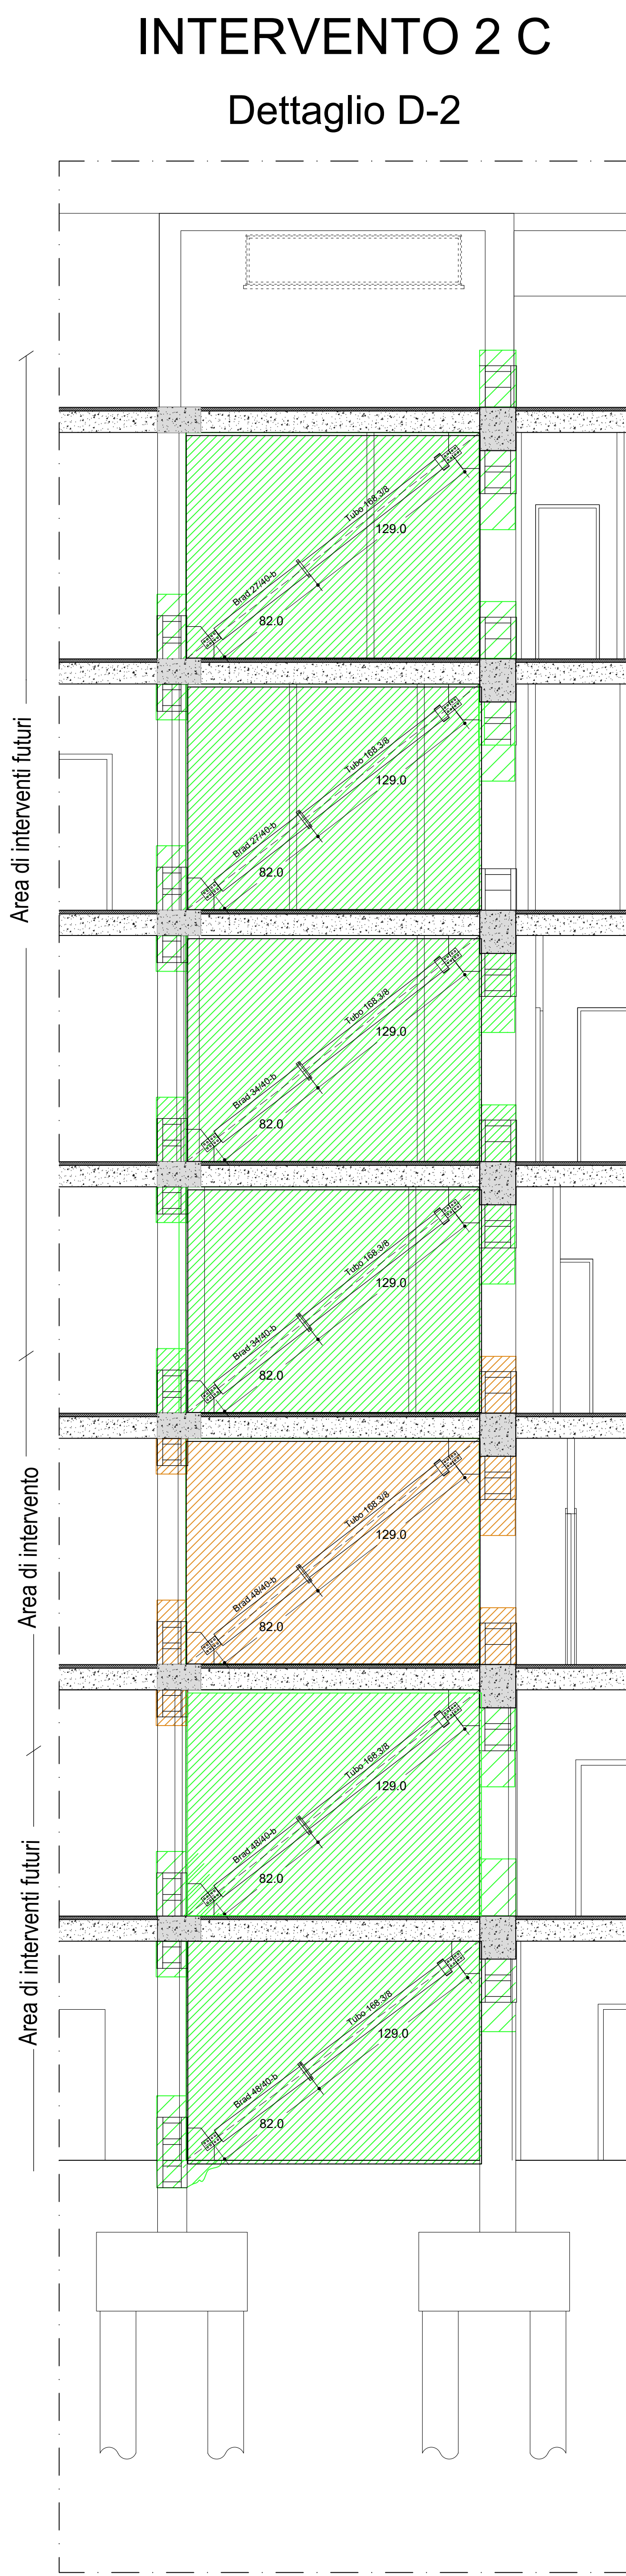 INTERVENTO 2 C
Dettaglio D-2
Area di interventi futuri
Tubo 168.3/8
129.0
Brad 27/40-b
82.0
Tubo 168.3/8
129.0
Brad 27/40-b
82.0
Tubo 168.3/8
129.0
Brad 34/40-b
82.0
Tubo 168.3/8
129.0
Brad 34/40-b
82.0
Area di intervento
Tubo 168.3/8
129.0
Brad 48/40-b
82.0
Area di interventi futuri
Tubo 168.3/8
129.0
Brad 48/40-b
82.0
Tubo 168.3/8
129.0
Brad 48/40-b
82.0